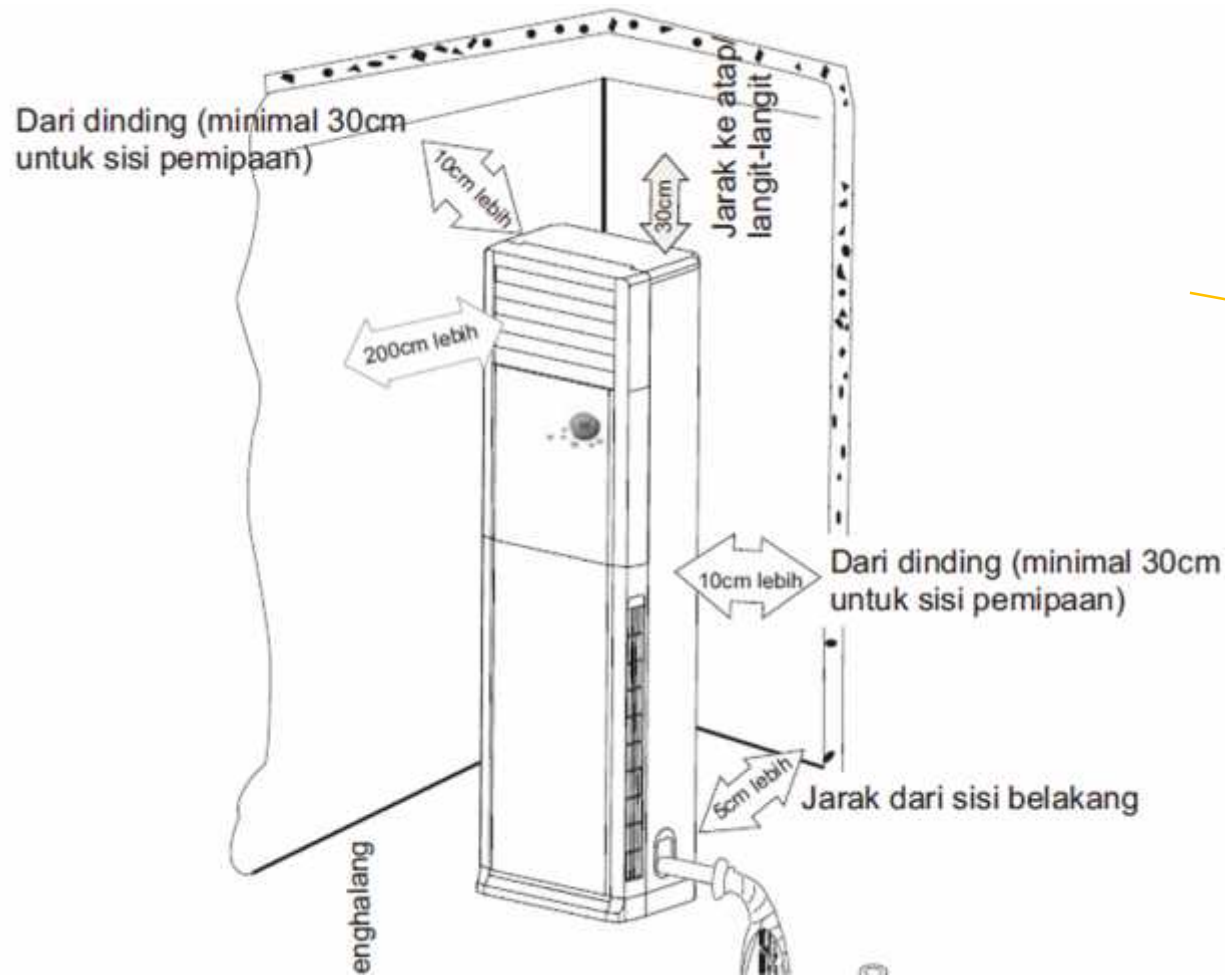 Dari dinding (minimal 30cm
untuk sisi pemipaan)
10cm lebih
30cm
Jarak ke atap/
langit-langit
200cm lebih
10cm lebih
Dari dinding (minimal 30cm
untuk sisi pemipaan)
5cm lebih
Jarak dari sisi belakang
enghalang